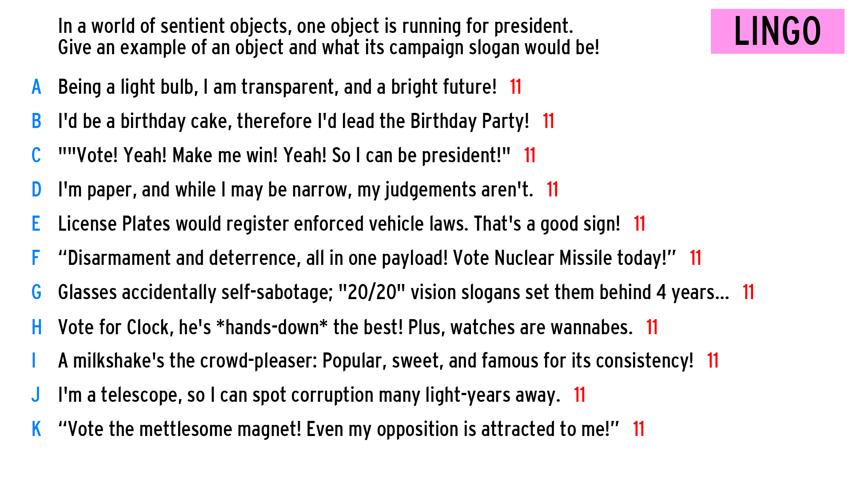 In a world of sentient objects, one object is running for president.
Give an example of an object and what its campaign slogan would be!
LINGO
A Being a light bulb, I am transparent, and a bright future! 11
B I'd be a birthday cake, therefore I'd lead the Birthday Party! 11
C ""Vote! Yeah! Make me win! Yeah! So I can be president!" 11
D I'm paper, and while I may be narrow, my judgements aren't. 11
E License Plates would register enforced vehicle laws. That's a good sign! 11
F “Disarmament and deterrence, all in one payload! Vote Nuclear Missile today!” 11
G Glasses accidentally self-sabotage; "20/20" vision slogans set them behind 4 years... 11
H Vote for Clock, he's *hands-down* the best! Plus, watches are wannabes. 11
I A milkshake's the crowd-pleaser: Popular, sweet, and famous for its consistency! 11
J I'm a telescope, so I can spot corruption many light-years away. 11
K “Vote the mettlesome magnet! Even my opposition is attracted to me!” 11